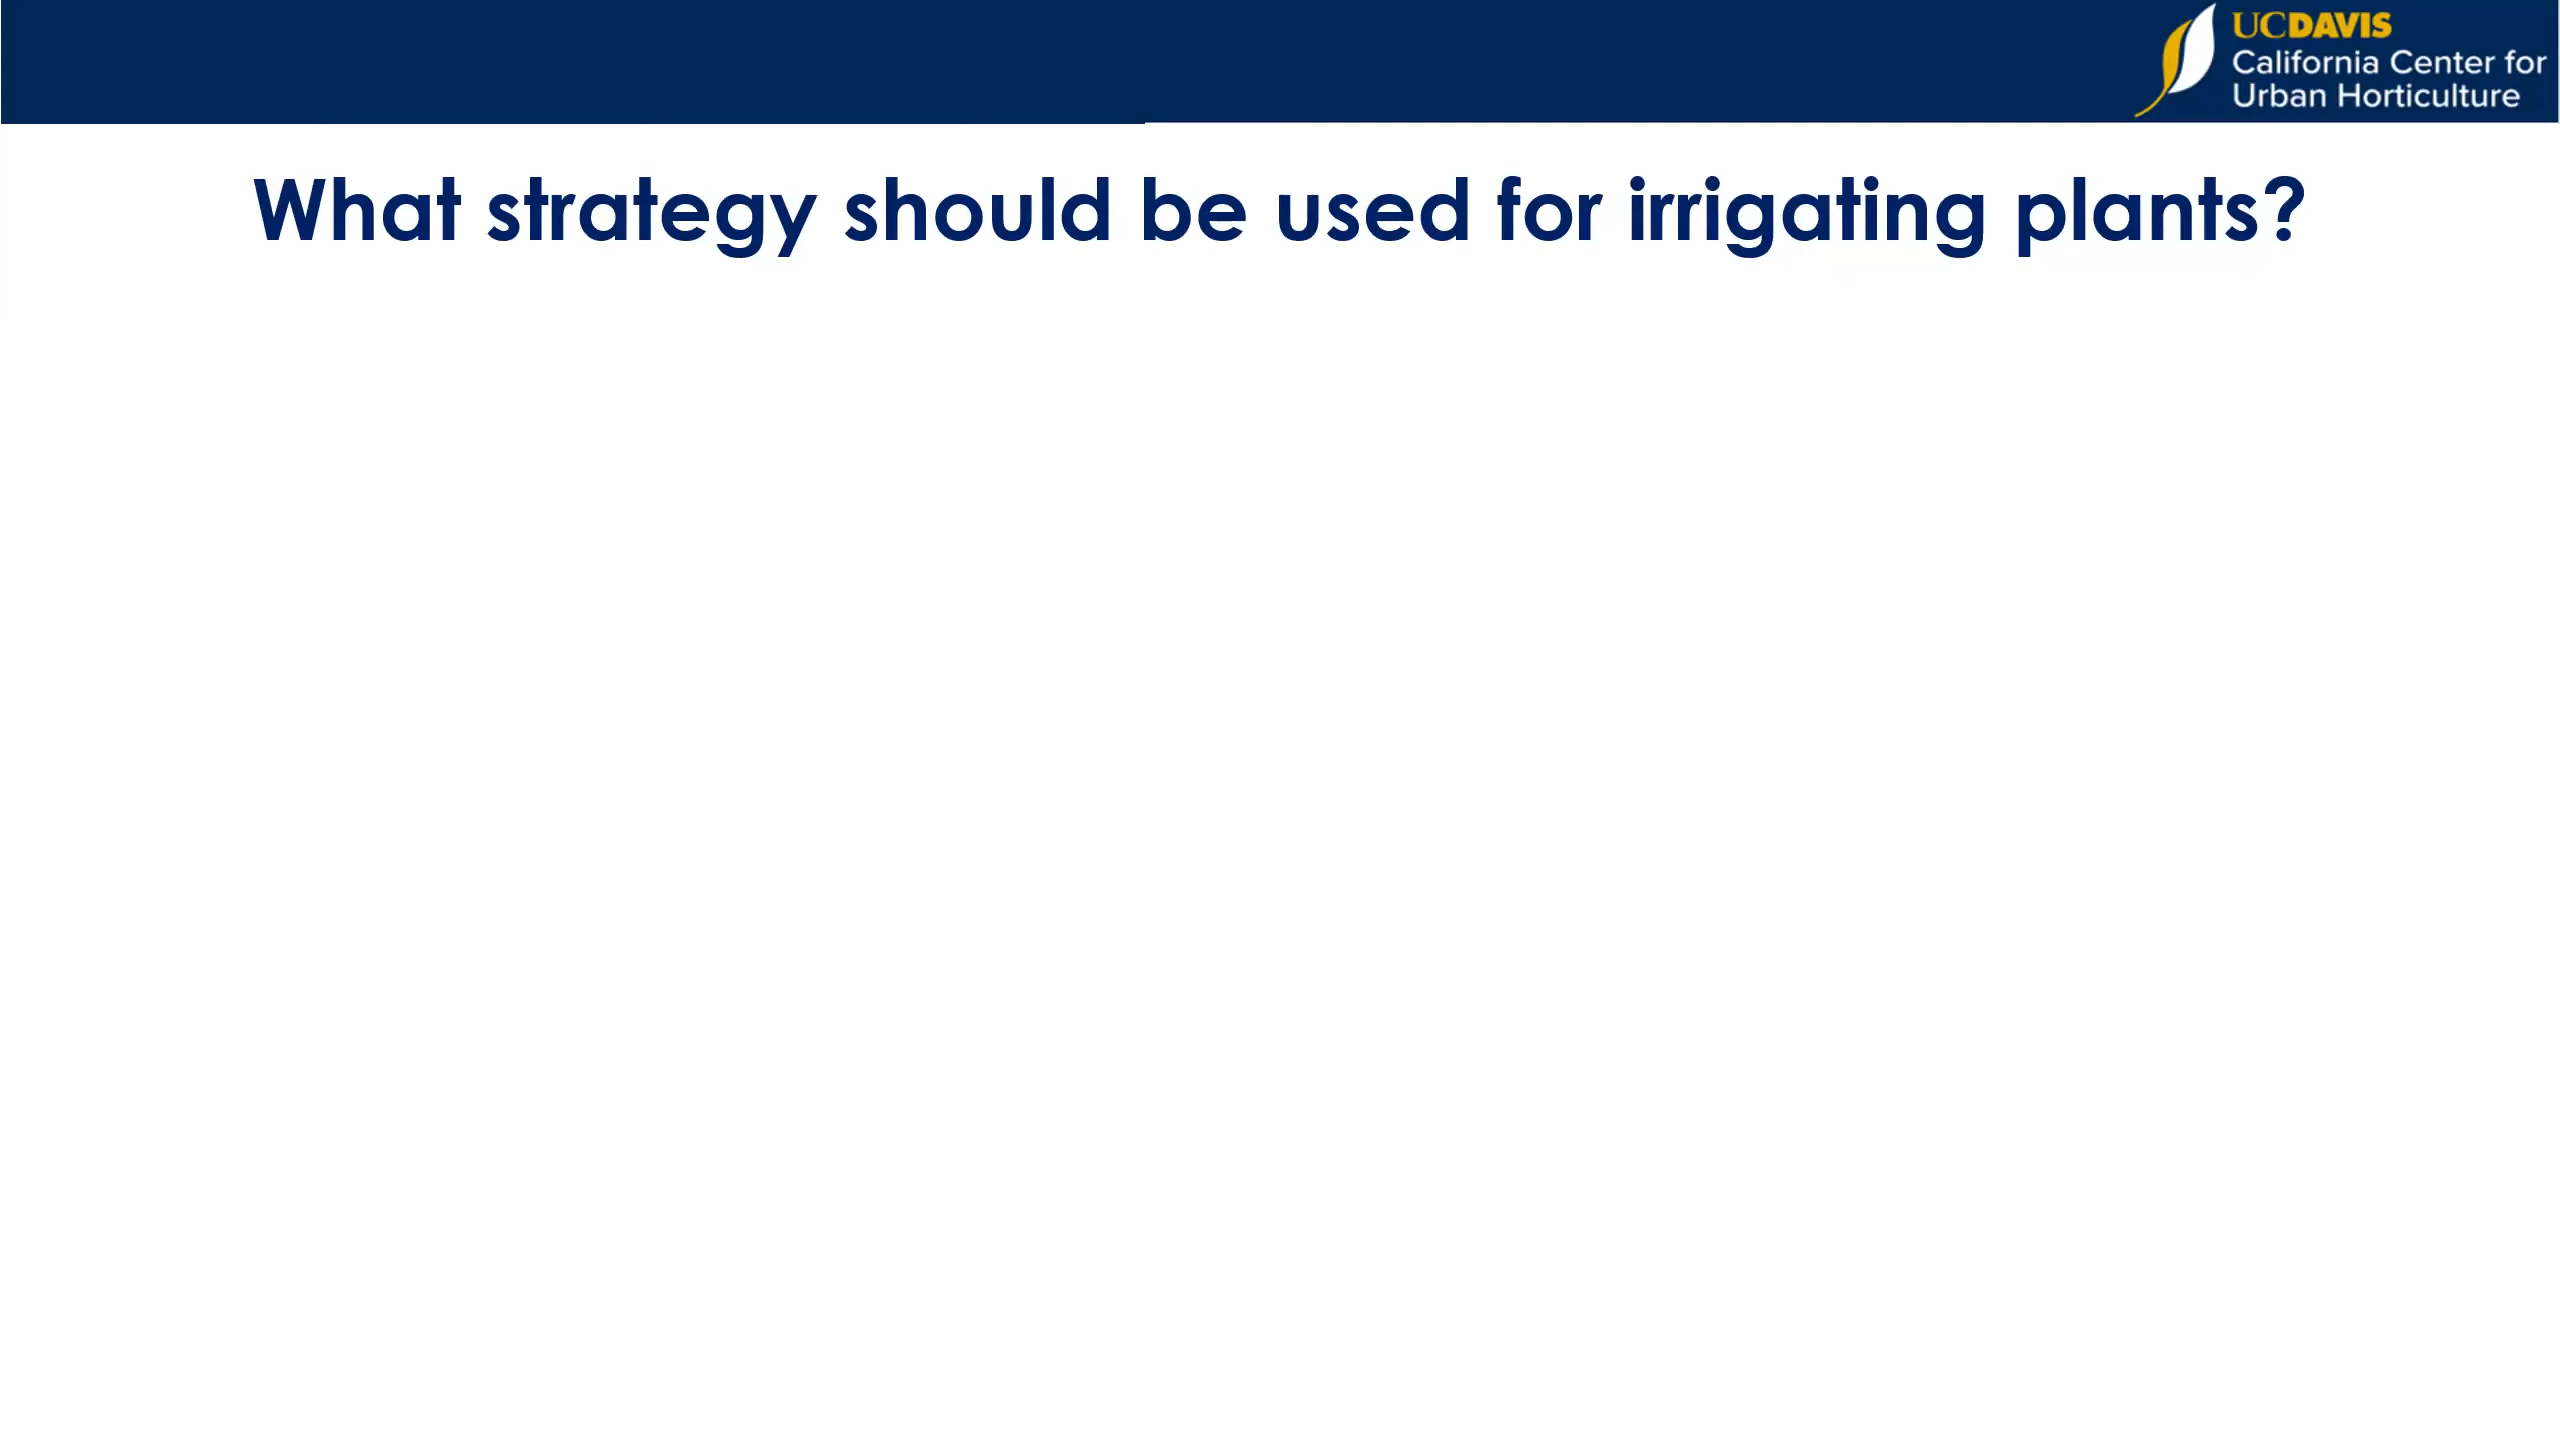 UCDAVIS
California Center for
Urban Horticulture
What strategy should be used for irrigating plants?